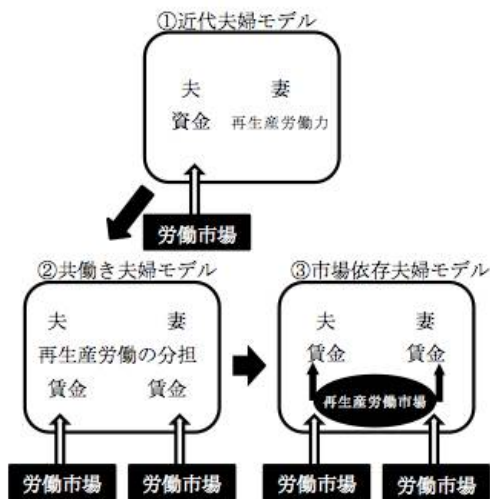 ①近代夫婦モデル
夫 妻
資金 再生産労働力
労働市場
②共働き夫婦モデル
夫 妻
再生産労働の分担
賃金 賃金
労働市場 労働市場
③市場依存夫婦モデル
夫 妻
賃金 賃金
再生産労働市場
労働市場 労働市場